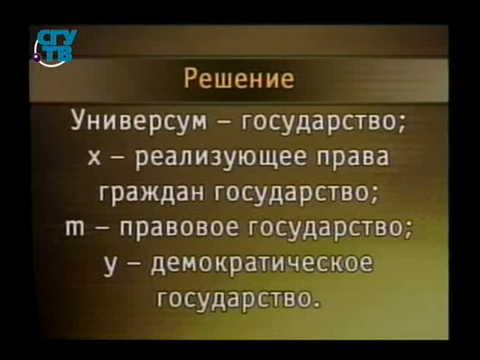 СГУ
ТВ
Решение
Универсум – государство;
х – реализующее права
граждан государство;
m – правовое государство;
у – демократическое
государство.